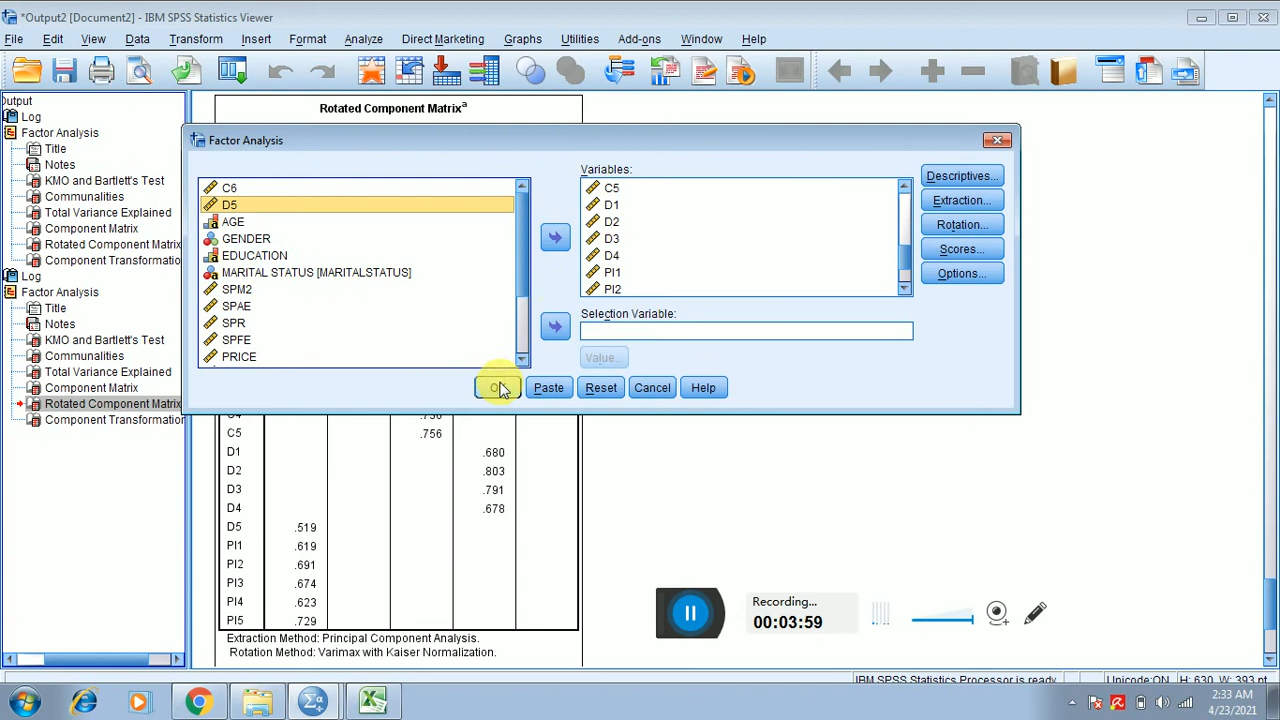 *Output2 [Document2] - IBM SPSS Statistics Viewer
File Edit View Data Transform Insert Format Analyze Direct Marketing Graphs Utilities Add-ons Window Help
Output
Log
Factor Analysis
Title
Notes
KMO and Bartlett's Test
Communalities
Total Variance Explained
Component Matrix
Rotated Component Matrix
Component Transformatio
Log
Factor Analysis
Title
Notes
KMO and Bartlett's Test
Communalities
Total Variance Explained
Component Matrix
Rotated Component Matrix
Component Transformatio
Rotated Component Matrixa
Factor Analysis
C6
D5
AGE
GENDER
EDUCATION
MARITAL STATUS [MARITALSTATUS]
SPM2
SPAE
SPR
SPFE
PRICE
Variables:
C5
D1
D2
D3
D4
PI1
PI2
Selection Variable:
Value...
Descriptives...
Extraction...
Rotation...
Scores...
Options...
Paste Reset Cancel Help
C5 .756
D1 .680
D2 .803
D3 .791
D4 .678
D5 .519
PI1 .619
PI2 .691
PI3 .674
PI4 .623
PI5 .729
Extraction Method: Principal Component Analysis.
Rotation Method: Varimax with Kaiser Normalization.
Recording...
00:03:59
IBM SPSS Statistics Processor is ready Unicode:ON H: 630, W: 393 pt.
2:33 AM
4/23/2021